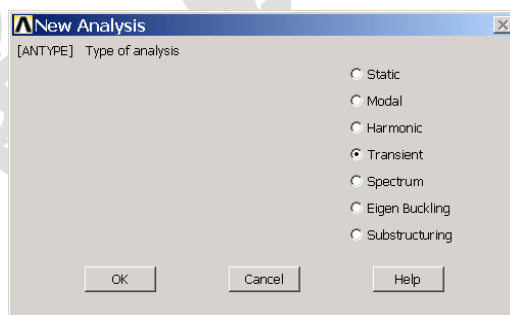 New Analysis
[ANTYPE] Type of analysis
Static
Modal
Harmonic
Transient
Spectrum
Eigen Buckling
Substructuring
OK Cancel Help